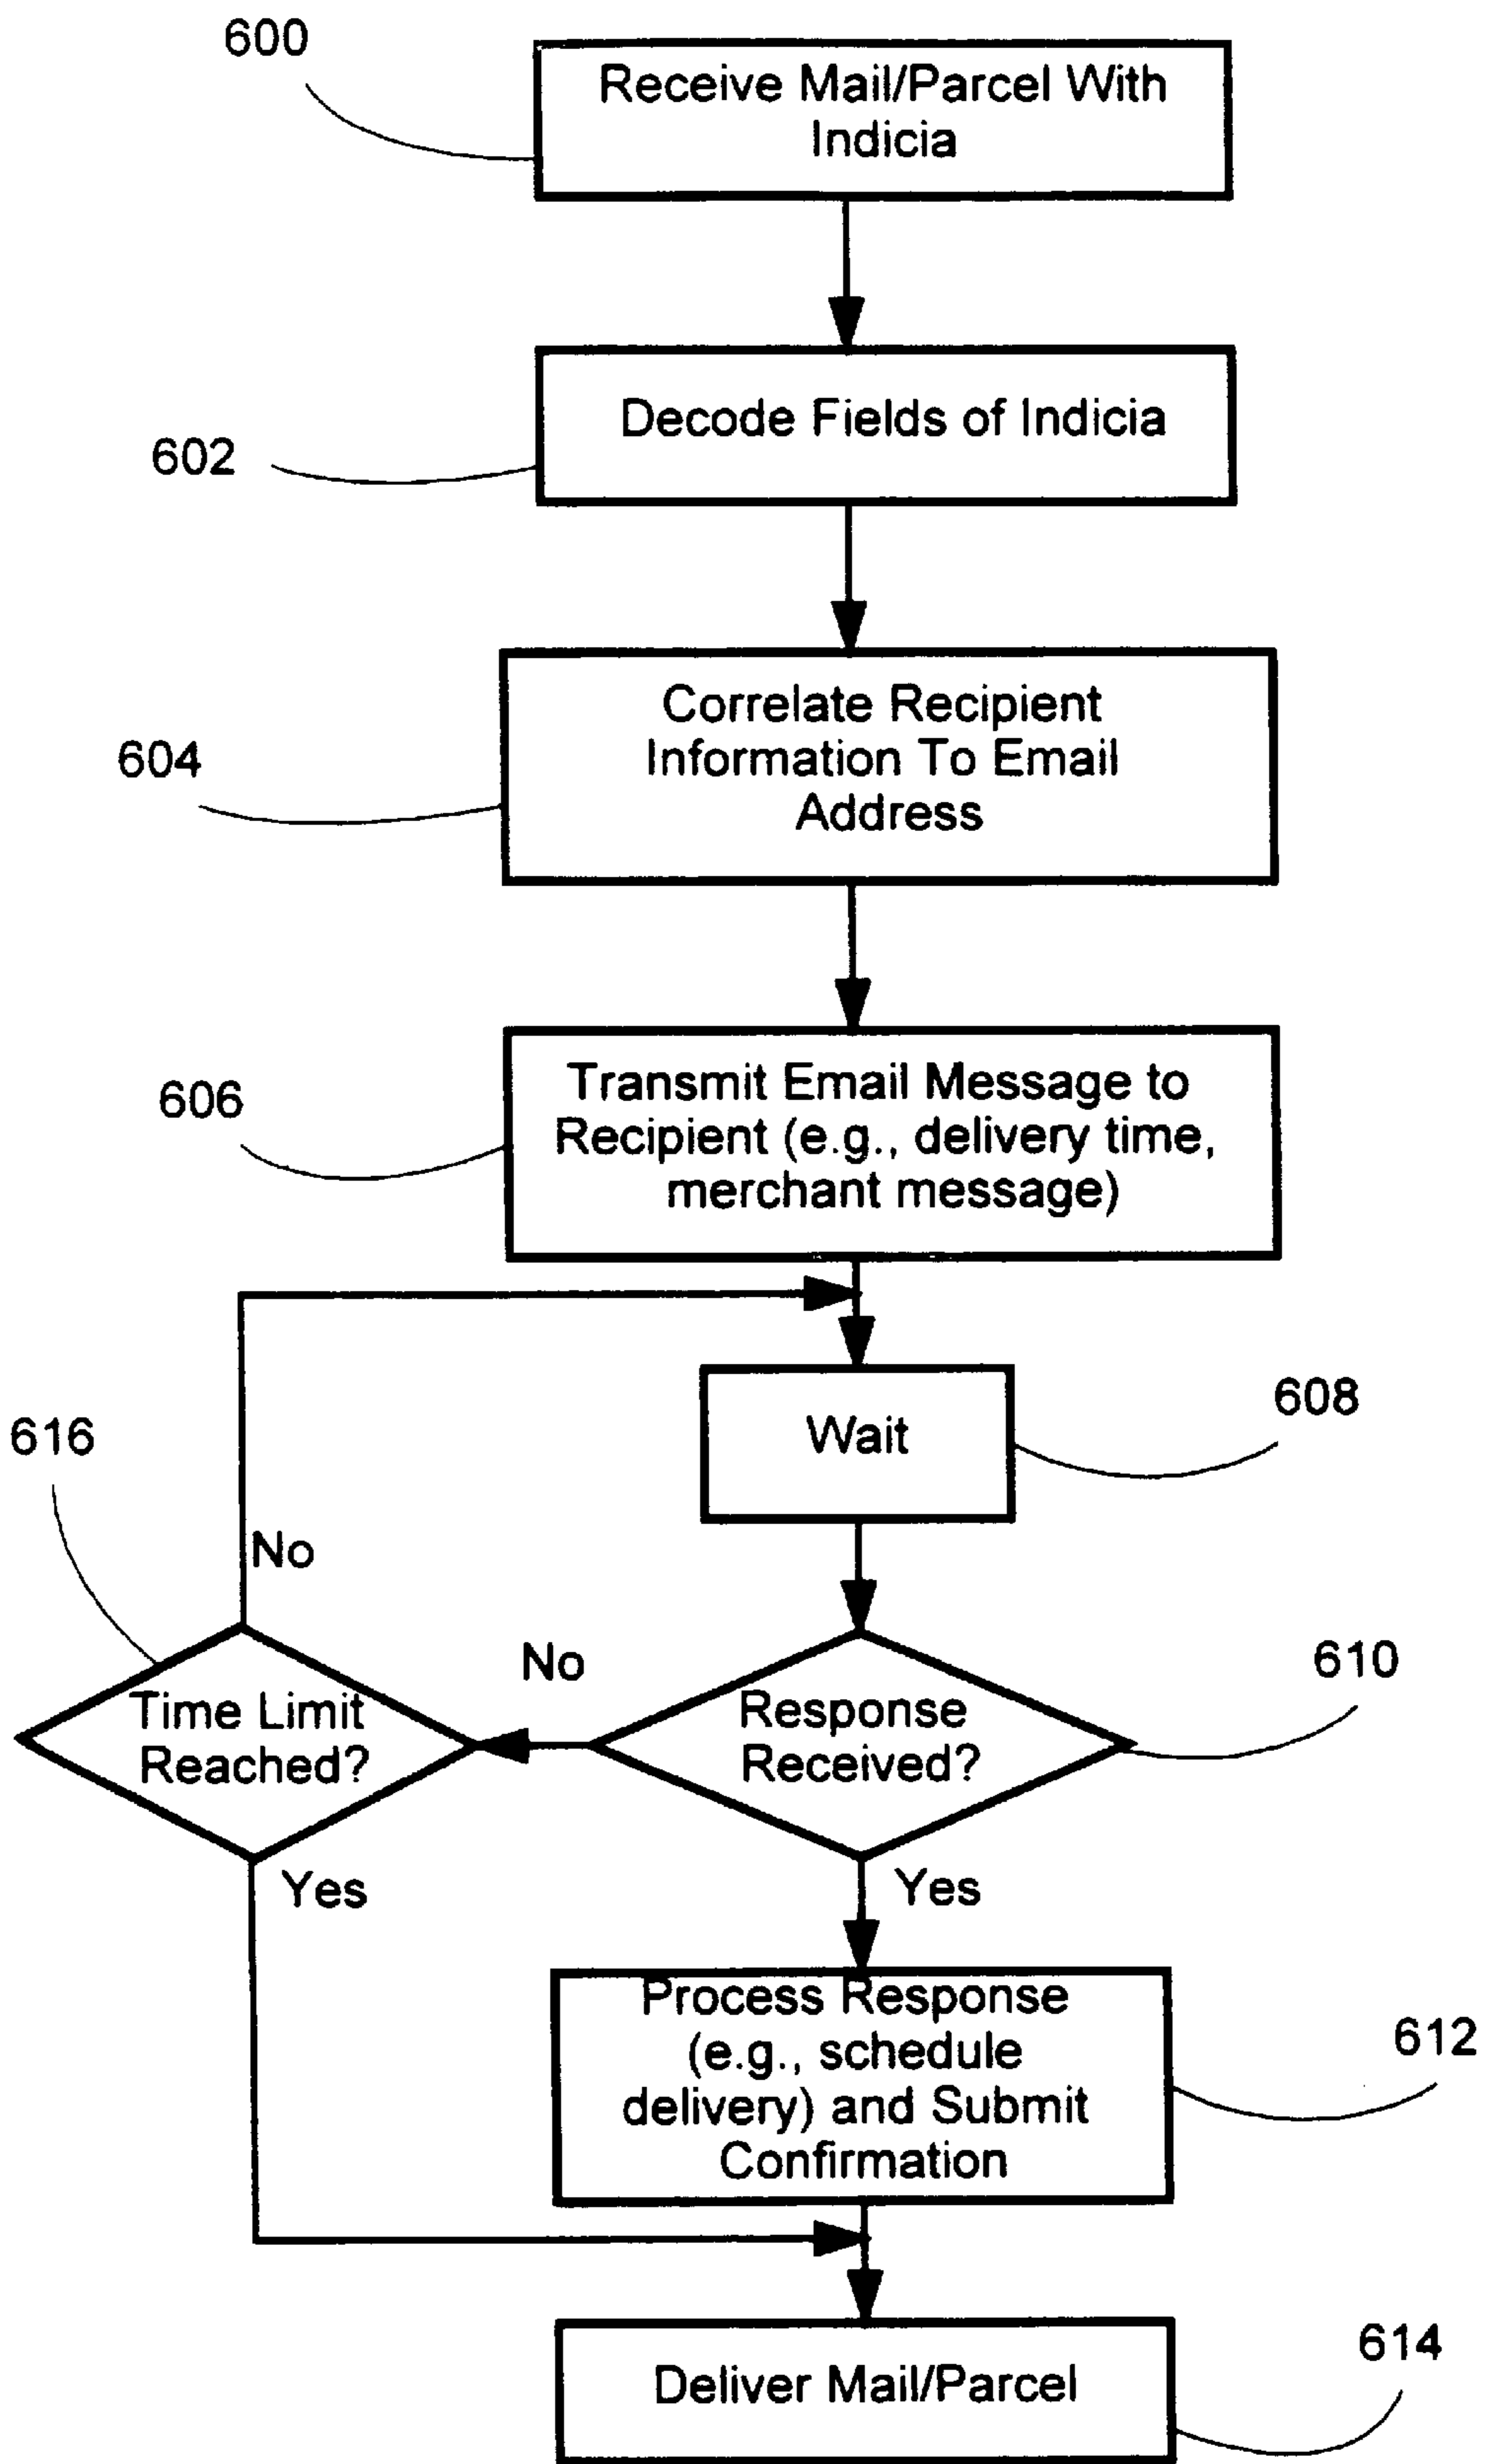 600
Receive Mail/Parcel With
Indicia
602
Decode Fields of Indicia
604
Correlate Recipient
Information To Email
Address
606
Transmit Email Message to
Recipient (e.g., delivery time,
merchant message)
608
Wait
616
No
Time Limit
Reached?
Yes
No
610
Response
Received?
Yes
612
Process Response
(e.g., schedule
delivery) and Submit
Confirmation
614
Deliver Mail/Parcel